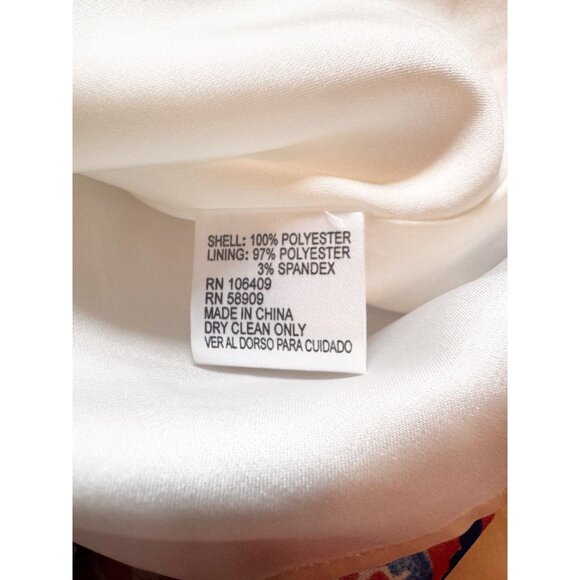 SHELL: 100% POLYESTER
LINING: 97% POLYESTER
3% SPANDEX
RN 106409
RN 58909
MADE IN CHINA
DRY CLEAN ONLY
VER AL DORSO PARA CUIDADO